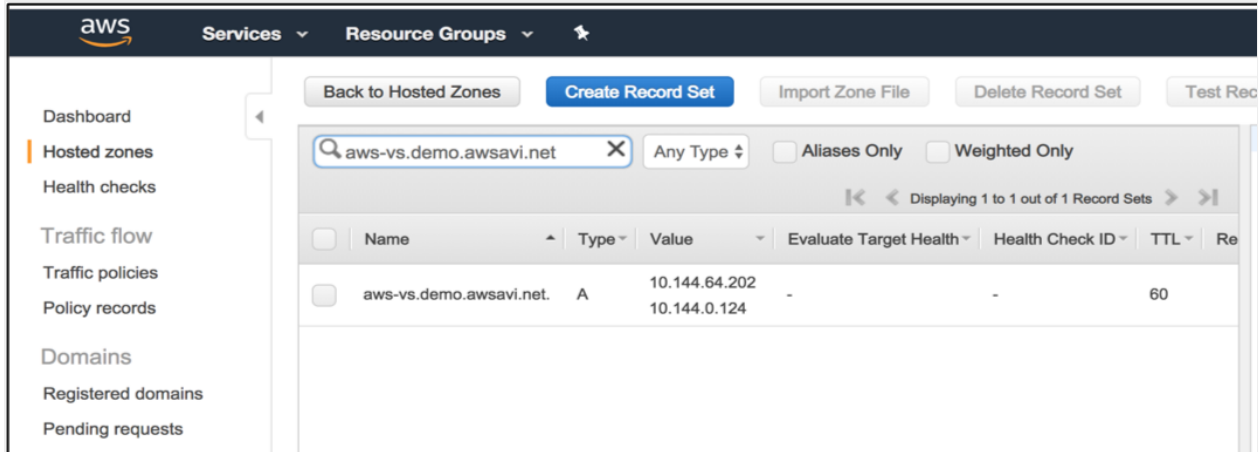 aws Services Resource Groups
Back to Hosted Zones Create Record Set Import Zone File Delete Record Set Test Rec
Dashboard
Hosted zones
Health checks
Traffic flow
Traffic policies
Policy records
Domains
Registered domains
Pending requests
aws-vs.demo.awsavi.net Any Type Aliases Only Weighted Only
Displaying 1 to 1 out of 1 Record Sets
Name Type Value Evaluate Target Health Health Check ID TTL Re
aws-vs.demo.awsavi.net. A 10.144.64.202 - - 60
10.144.0.124